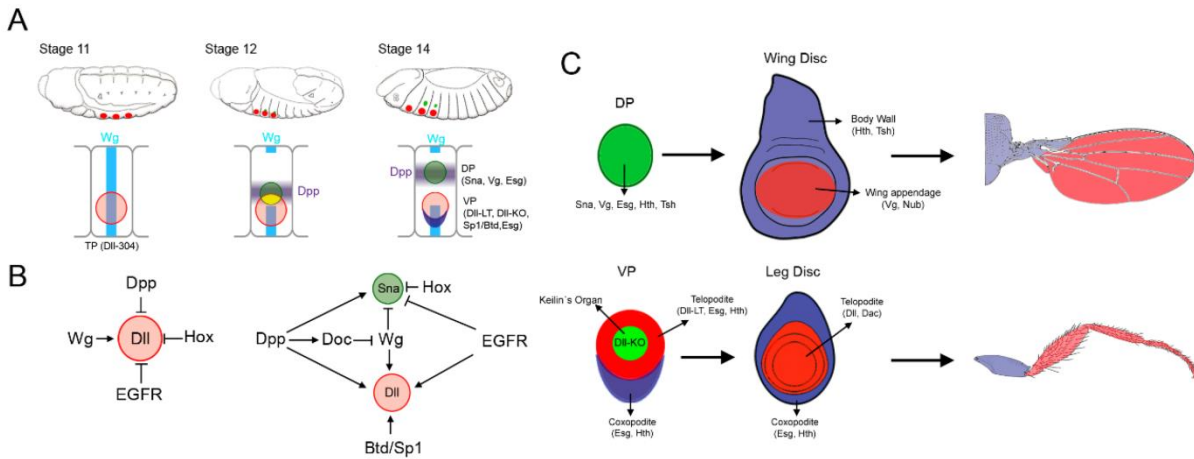 A
Stage 11
Stage 12
Stage 14
Wg
Wg
Wg
Dpp
Dpp
DP
(Sna, Vg, Esg)
VP
(Dll-LT, Dll-KO,
Sp1/Btd,Esg)
TP (Dll-304)
B
Dpp
Wg
Dll
Hox
EGFR
Sna
Hox
Dpp
Doc
Wg
EGFR
Dll
Btd/Sp1
C
Wing Disc
DP
Body Wall
(Hth, Tsh)
Sna, Vg, Esg, Hth, Tsh
Wing appendage
(Vg, Nub)
VP
Leg Disc
Keilin´s Organ
Telopodite
(Dll-LT, Esg, Hth)
Telopodite
(Dll, Dac)
Dll-KO
Coxopodite
(Esg, Hth)
Coxopodite
(Esg, Hth)